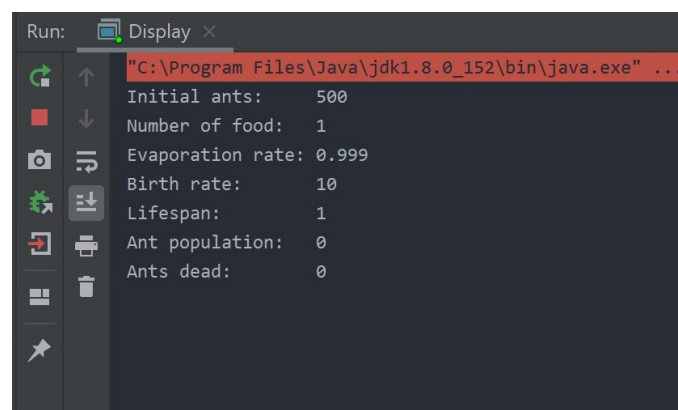 Run: Display
"C:\Program Files\Java\jdk1.8.0_152\bin\java.exe" ...
Initial ants: 500
Number of food: 1
Evaporation rate: 0.999
Birth rate: 10
Lifespan: 1
Ant population: 0
Ants dead: 0